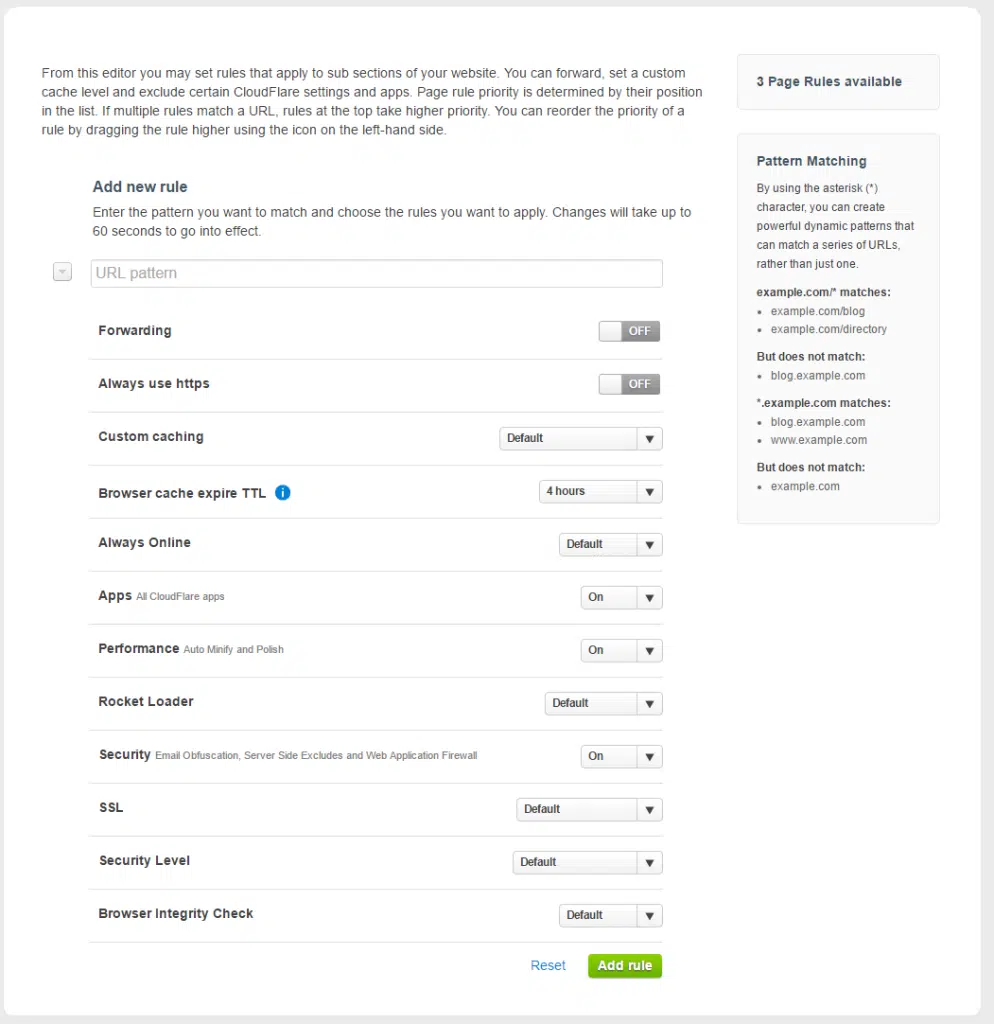 From this editor you may set rules that apply to sub sections of your website. You can forward, set a custom
cache level and exclude certain CloudFlare settings and apps. Page rule priority is determined by their position
in the list. If multiple rules match a URL, rules at the top take higher priority. You can reorder the priority of a
rule by dragging the rule higher using the icon on the left-hand side.
Add new rule
Enter the pattern you want to match and choose the rules you want to apply. Changes will take up to
60 seconds to go into effect.
URL pattern
Forwarding OFF
Always use https OFF
Custom caching Default
Browser cache expire TTL i 4 hours
Always Online Default
Apps All CloudFlare apps On
Performance Auto Minify and Polish On
Rocket Loader Default
Security Email Obfuscation, Server Side Excludes and Web Application Firewall On
SSL Default
Security Level Default
Browser Integrity Check Default
Reset Add rule
3 Page Rules available
Pattern Matching
By using the asterisk (*)
character, you can create
powerful dynamic patterns that
can match a series of URLs,
rather than just one.
example.com/* matches:
• example.com/blog
• example.com/directory
But does not match:
• blog.example.com
*.example.com matches:
• blog.example.com
• www.example.com
But does not match:
• example.com